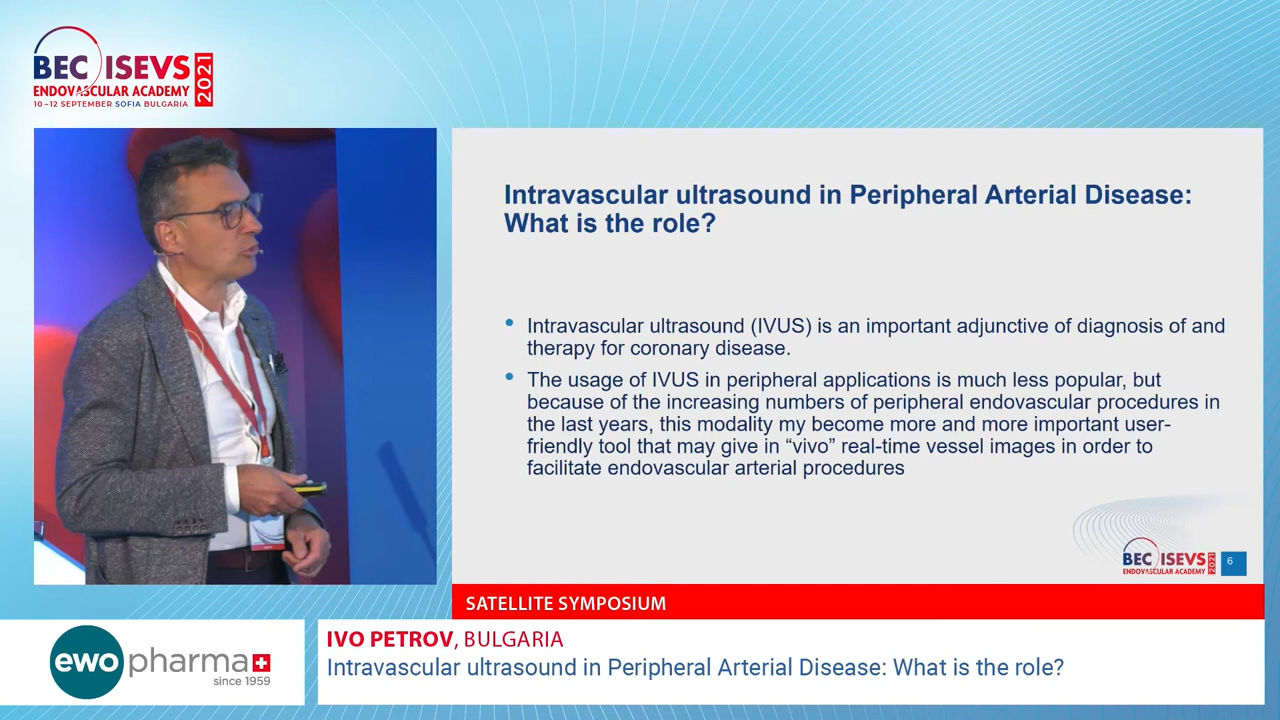 BEC ISEVS
ENDOVASCULAR ACADEMY
2021
10-12 SEPTEMBER SOFIA BULGARIA
Intravascular ultrasound in Peripheral Arterial Disease:
What is the role?
• Intravascular ultrasound (IVUS) is an important adjunctive of diagnosis of and
therapy for coronary disease.
• The usage of IVUS in peripheral applications is much less popular, but
because of the increasing numbers of peripheral endovascular procedures in
the last years, this modality my become more and more important user-
friendly tool that may give in “vivo” real-time vessel images in order to
facilitate endovascular arterial procedures
BEC ISEVS
ENDOVASCULAR ACADEMY
2021
6
SATELLITE SYMPOSIUM
IVO PETROV, BULGARIA
Intravascular ultrasound in Peripheral Arterial Disease: What is the role?
ewopharma
since 1959